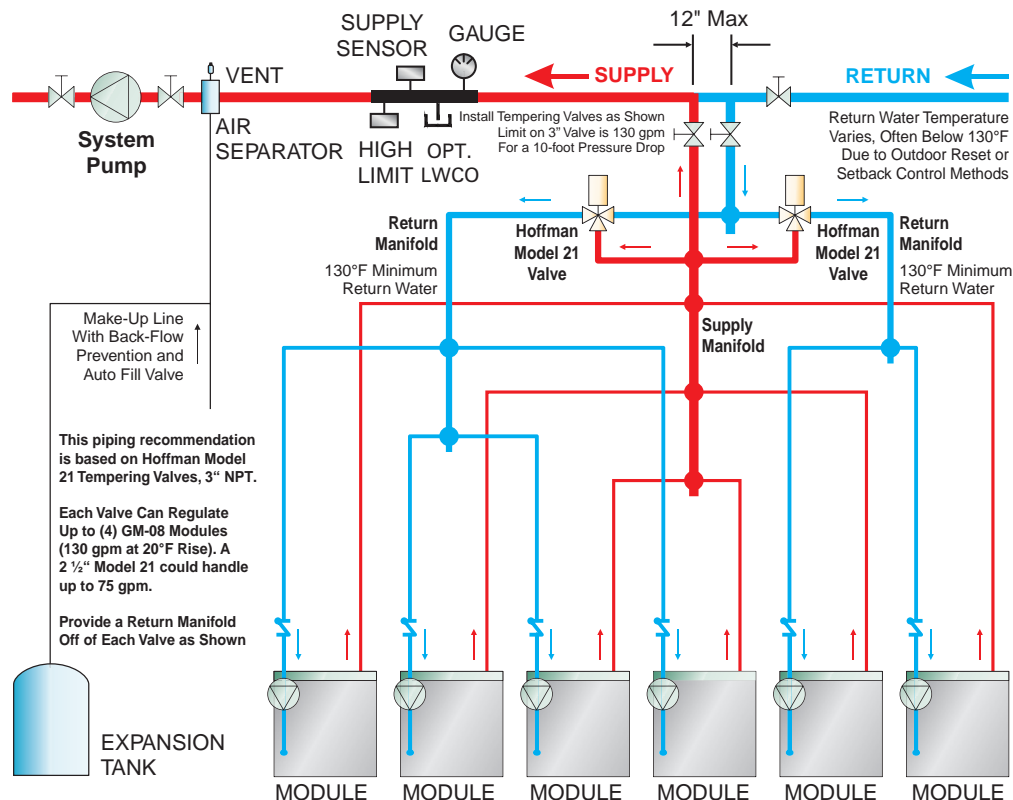 SUPPLY
SENSOR
GAUGE
12" Max
VENT
SUPPLY
RETURN
System
Pump
AIR
SEPARATOR
HIGH
LIMIT
OPT.
LWCO
Install Tempering Valves as Shown
Limit on 3" Valve is 130 gpm
For a 10-foot Pressure Drop
Return Water Temperature
Varies, Often Below 130°F
Due to Outdoor Reset or
Setback Control Methods
Return
Manifold
130°F Minimum
Return Water
Hoffman
Model 21
Valve
Hoffman
Model 21
Valve
Return
Manifold
130°F Minimum
Return Water
Supply
Manifold
Make-Up Line
With Back-Flow
Prevention and
Auto Fill Valve
This piping recommendation
is based on Hoffman Model
21 Tempering Valves, 3“ NPT.
Each Valve Can Regulate
Up to (4) GM-08 Modules
(130 gpm at 20°F Rise). A
2 ½“ Model 21 could handle
up to 75 gpm.
Provide a Return Manifold
Off of Each Valve as Shown
EXPANSION
TANK
MODULE
MODULE
MODULE
MODULE
MODULE
MODULE